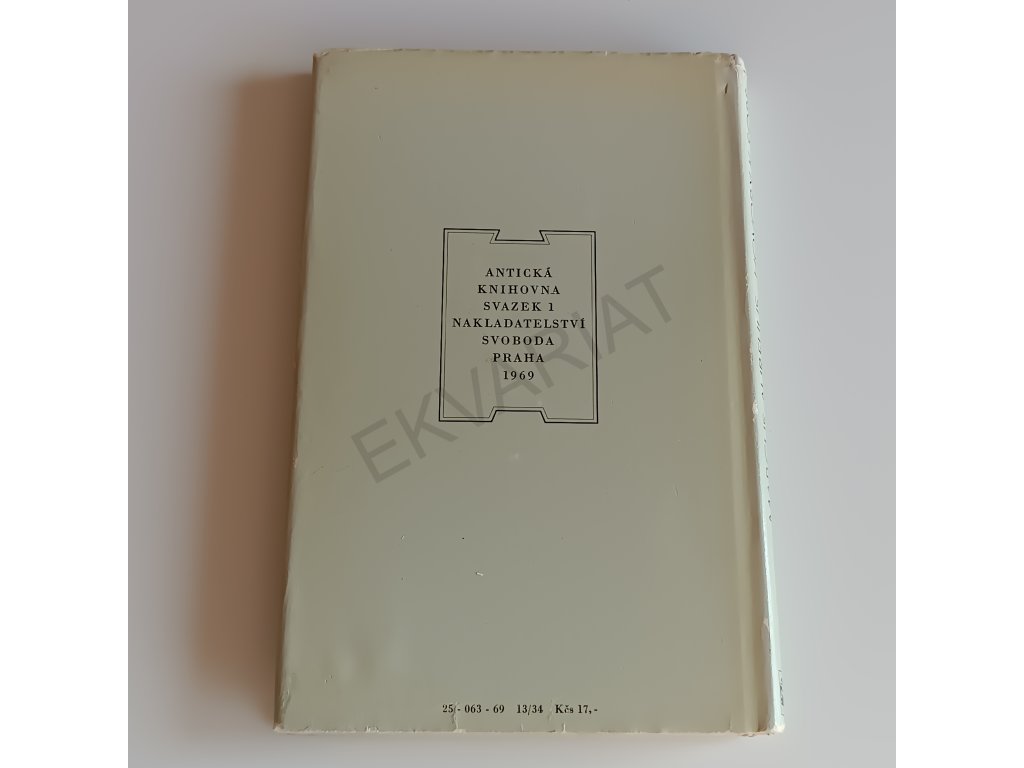 ANTICKÁ
KNIHOVNA
SVAZEK 1
NAKLADATELSTVÍ
SVOBODA
PRAHA
1969
EKVARIAT
25 - 063 - 69 13/34 Kčs 17,-